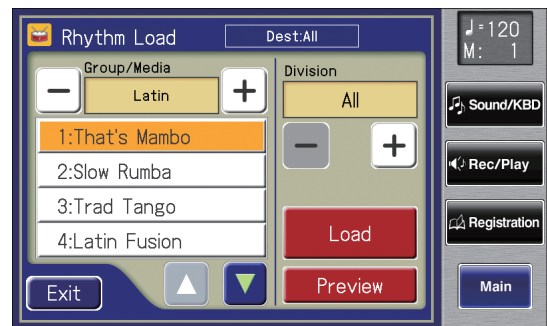 Rhythm Load
Dest:All
Group/Media
Latin
Division
All
1:That's Mambo
2:Slow Rumba
3:Trad Tango
4:Latin Fusion
Load
Preview
Exit
♩=120
M: 1
Sound/KBD
Rec/Play
Registration
Main